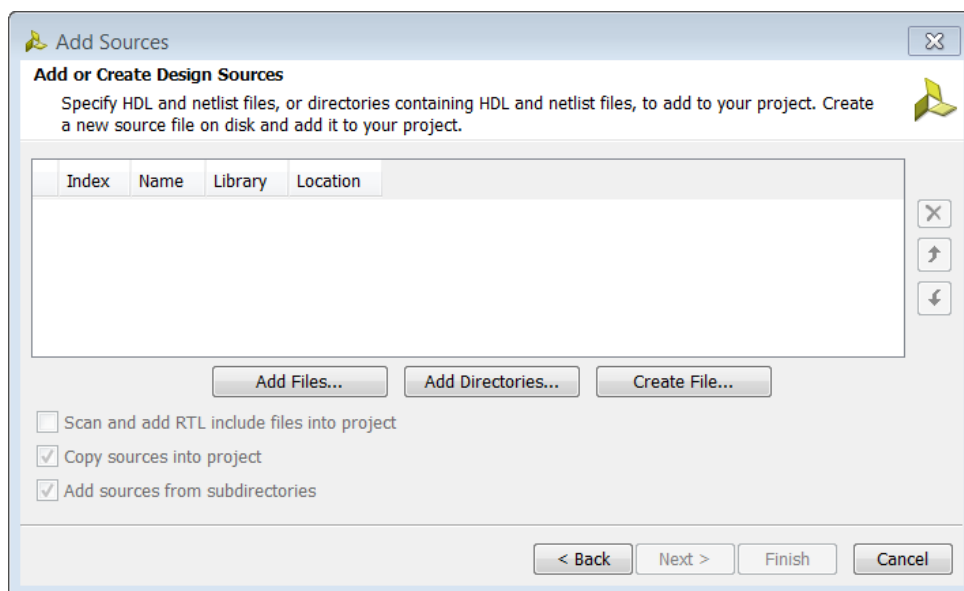 Add Sources
Add or Create Design Sources
Specify HDL and netlist files, or directories containing HDL and netlist files, to add to your project. Create
a new source file on disk and add it to your project.
Index Name Library Location
Add Files... Add Directories... Create File...
Scan and add RTL include files into project
Copy sources into project
Add sources from subdirectories
< Back Next > Finish Cancel